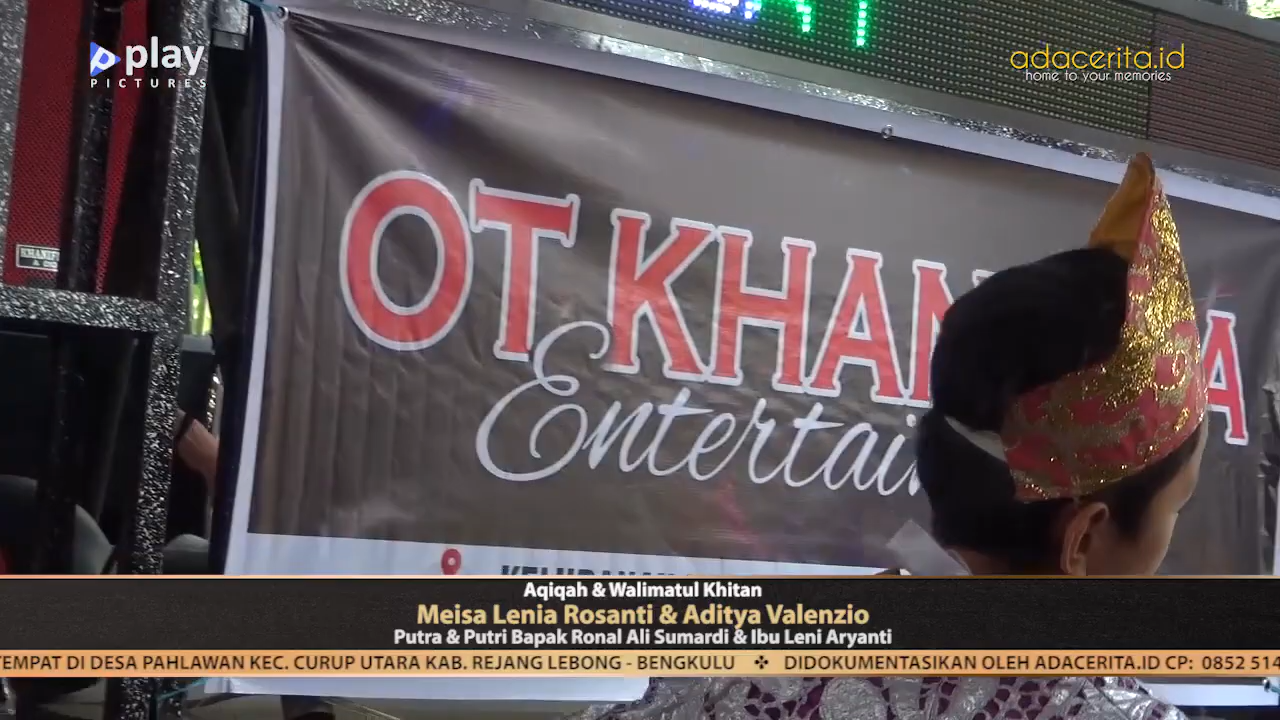 play
PICTURES
adacerita.id
home to your memories
OT
Entertai
Aqiqah & Walimatul Khitan
Meisa Lenia Rosanti & Aditya Valenzio
Putra & Putri Bapak Ronal Ali Sumardi & Ibu Leni Aryanti
TEMPAT DI DESA PAHLAWAN KEC. CURUP UTARA KAB. REJANG LEBONG - BENGKULU ✤ DIDOKUMENTASIKAN OLEH ADACERITA.ID CP: 0852 514